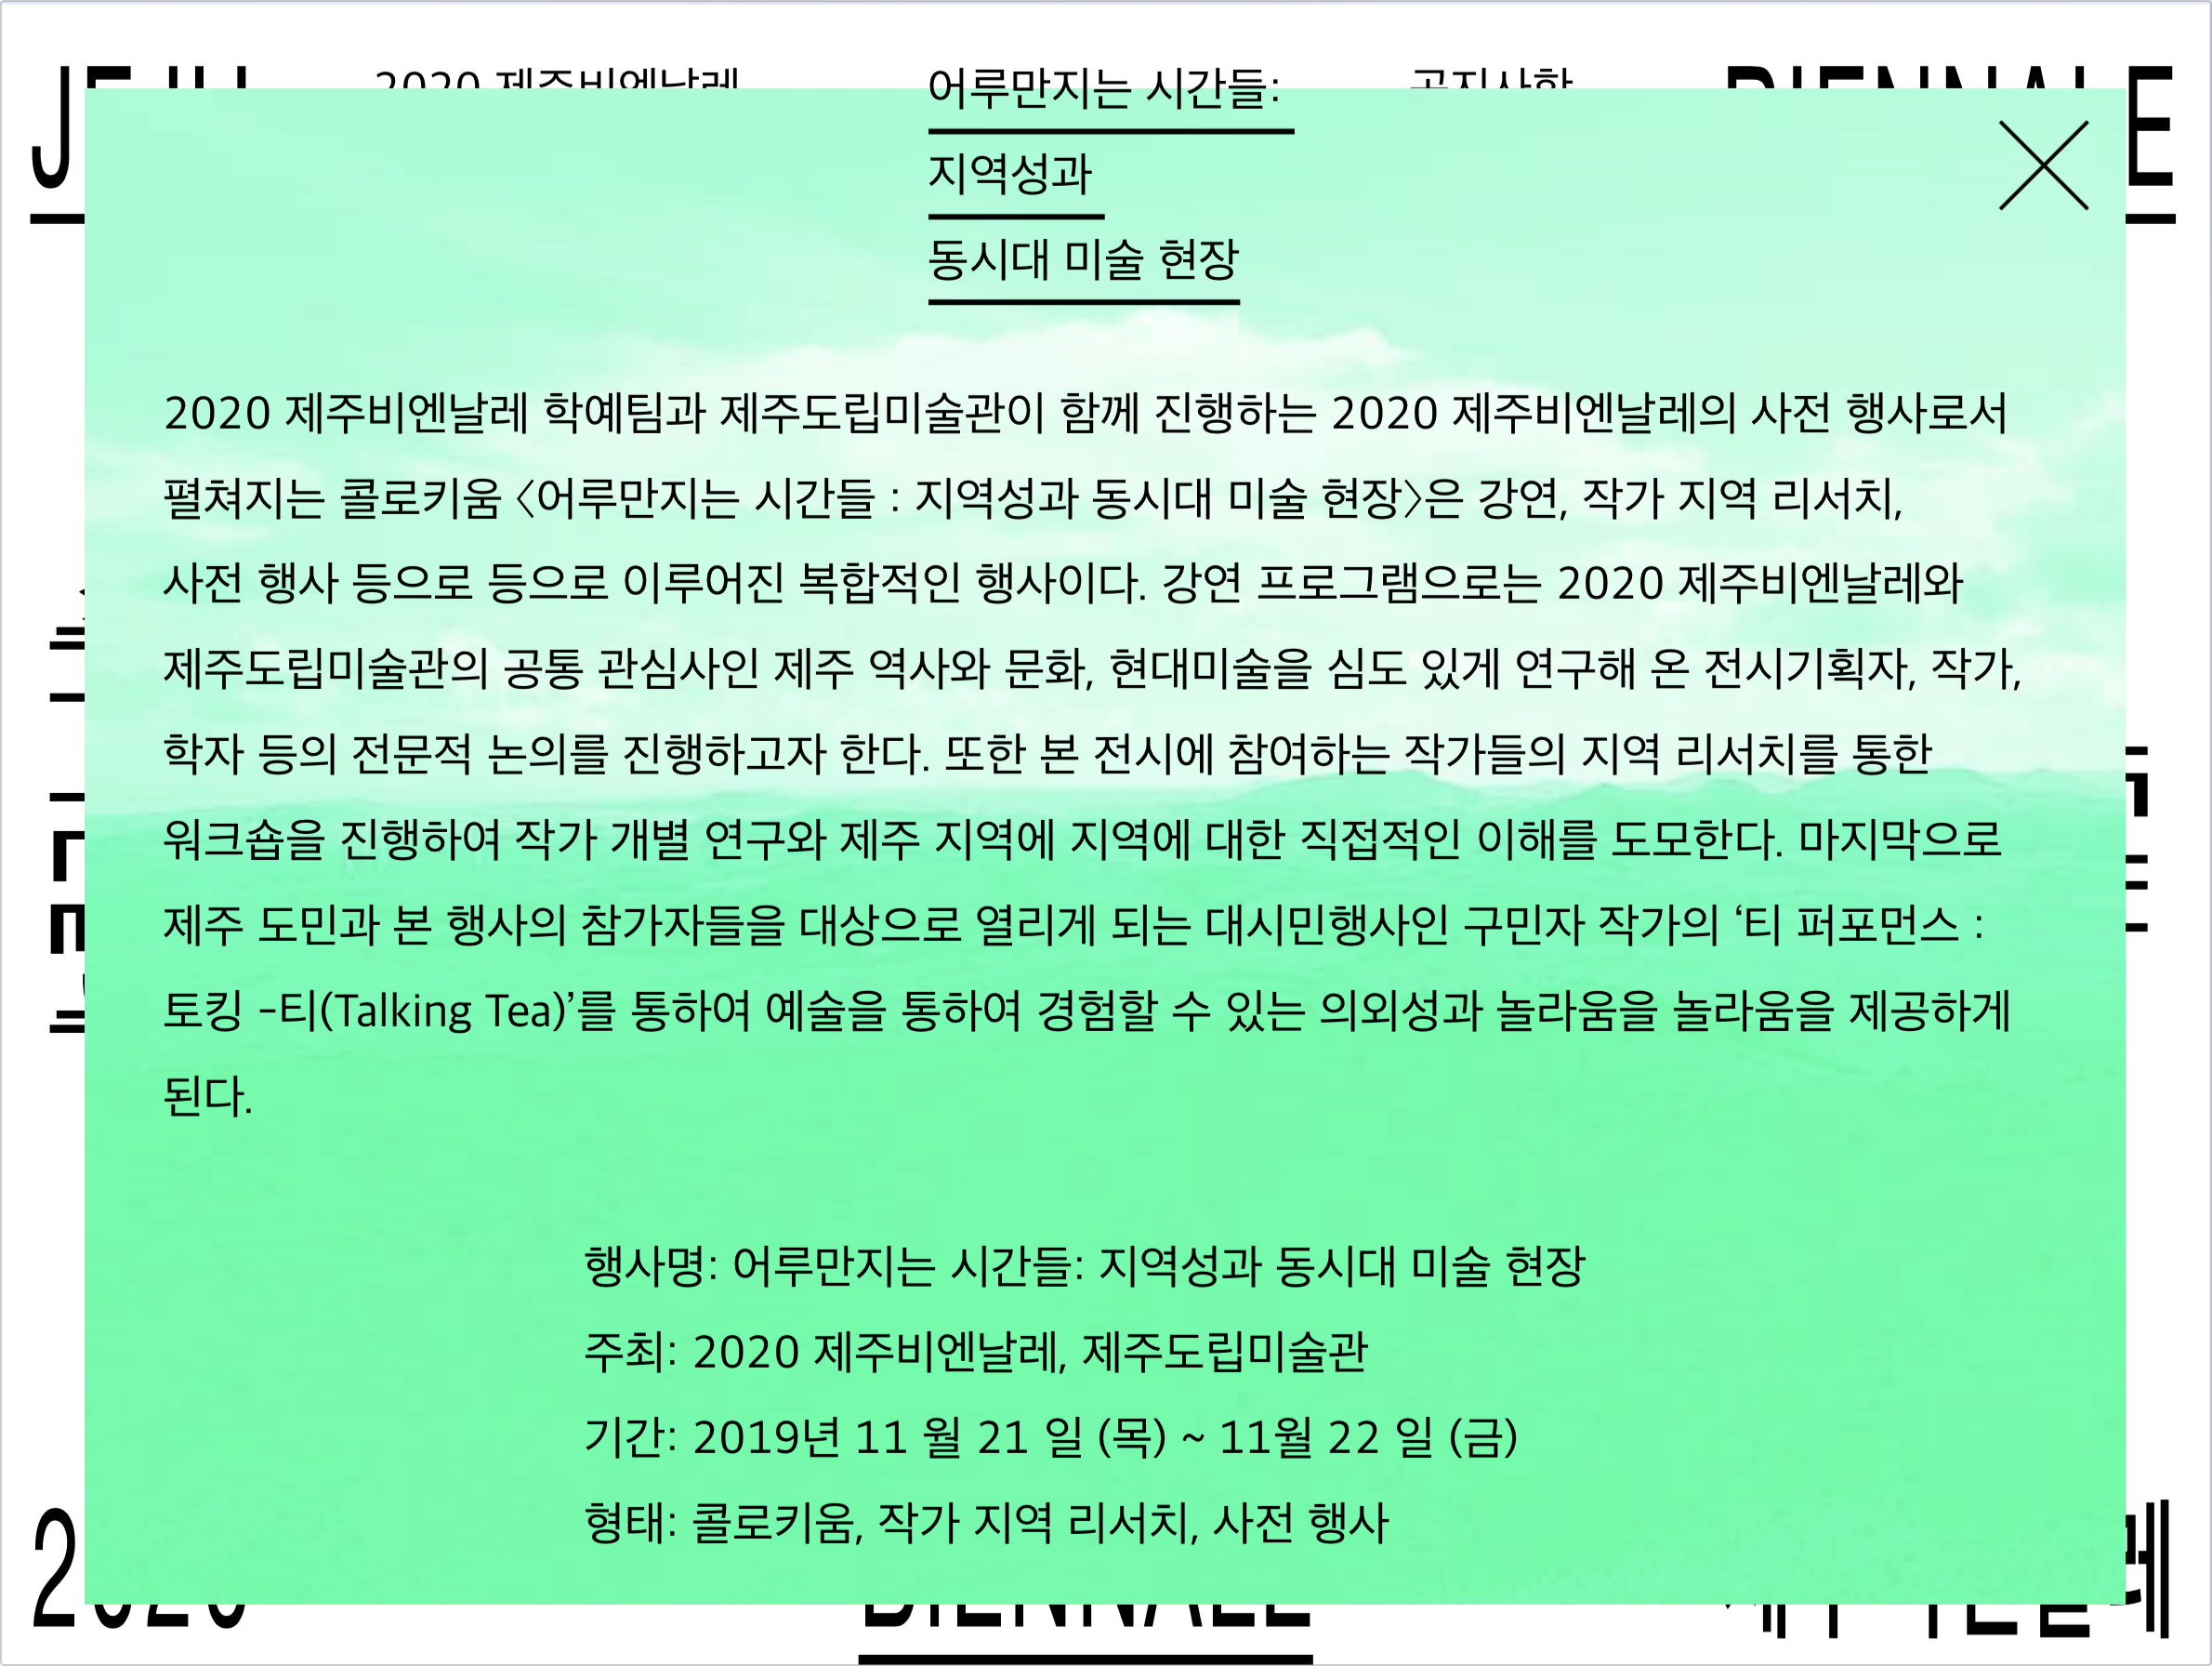 2020 제주비엔날레
공지사항
어루만지는 시간들:
지역성과
동시대 미술 현장
2020 제주비엔날레 학예팀과 제주도립미술관이 함께 진행하는 2020 제주비엔날레의 사전 행사로서
펼쳐지는 콜로키움 〈어루만지는 시간들 : 지역성과 동시대 미술 현장〉은 강연, 작가 지역 리서치,
사전 행사 등으로 등으로 이루어진 복합적인 행사이다. 강연 프로그램으로는 2020 제주비엔날레와
제주도립미술관의 공통 관심사인 제주 역사와 문화, 현대미술을 심도 있게 연구해 온 전시기획자, 작가,
학자 등의 전문적 논의를 진행하고자 한다. 또한 본 전시에 참여하는 작가들의 지역 리서치를 통한
워크숍을 진행하여 작가 개별 연구와 제주 지역에 지역에 대한 직접적인 이해를 도모한다. 마지막으로
제주 도민과 본 행사의 참가자들을 대상으로 열리게 되는 대시민행사인 구민자 작가의 ‘티 퍼포먼스 :
토킹 –티(Talking Tea)’를 통하여 예술을 통하여 경험할 수 있는 의외성과 놀라움을 놀라움을 제공하게
된다.
행사명: 어루만지는 시간들: 지역성과 동시대 미술 현장
주최: 2020 제주비엔날레, 제주도립미술관
기간: 2019년 11 월 21 일 (목) ~ 11월 22 일 (금)
형태: 콜로키움, 작가 지역 리서치, 사전 행사
2020
BIENNALE